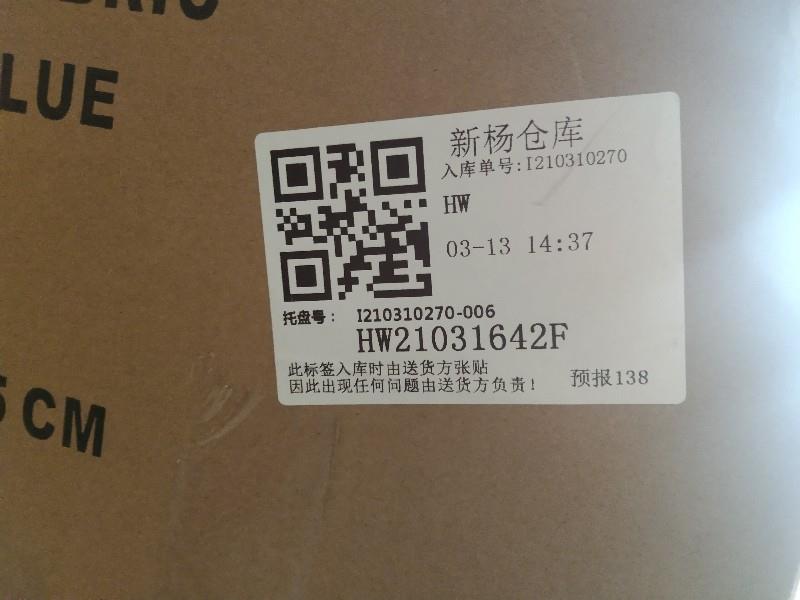 LUE
5 CM
新杨仓库
入库单号:I210310270
HW
03-13 14:37
托盘号: I210310270-006
HW21031642F
此标签入库时由送货方张贴
因此出现任何问题由送货方负责!
预报138